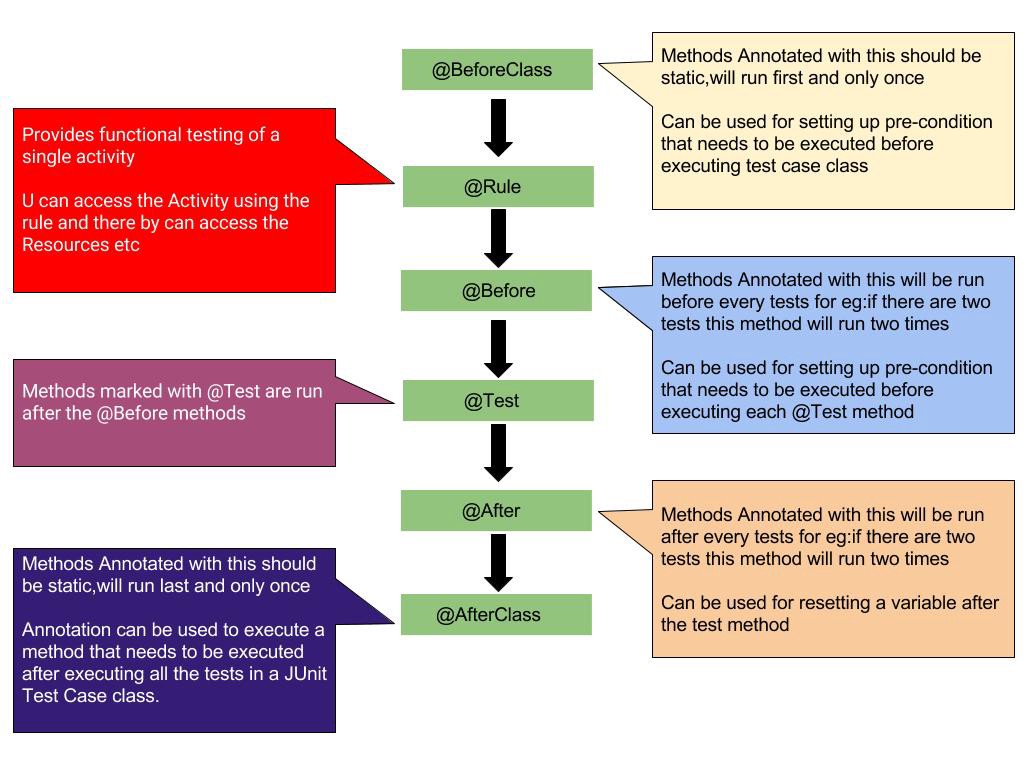 @BeforeClass
Methods Annotated with this should be
static,will run first and only once
Can be used for setting up pre-condition
that needs to be executed before
executing test case class
Provides functional testing of a
single activity
U can access the Activity using the
rule and there by can access the
Resources etc
@Rule
@Before
Methods Annotated with this will be run
before every tests for eg:if there are two
tests this method will run two times
Can be used for setting up pre-condition
that needs to be executed before
executing each @Test method
Methods marked with @Test are run
after the @Before methods
@Test
@After
Methods Annotated with this will be run
after every tests for eg:if there are two
tests this method will run two times
Can be used for resetting a variable after
the test method
Methods Annotated with this should
be static,will run last and only once
Annotation can be used to execute a
method that needs to be executed
after executing all the tests in a JUnit
Test Case class.
@AfterClass